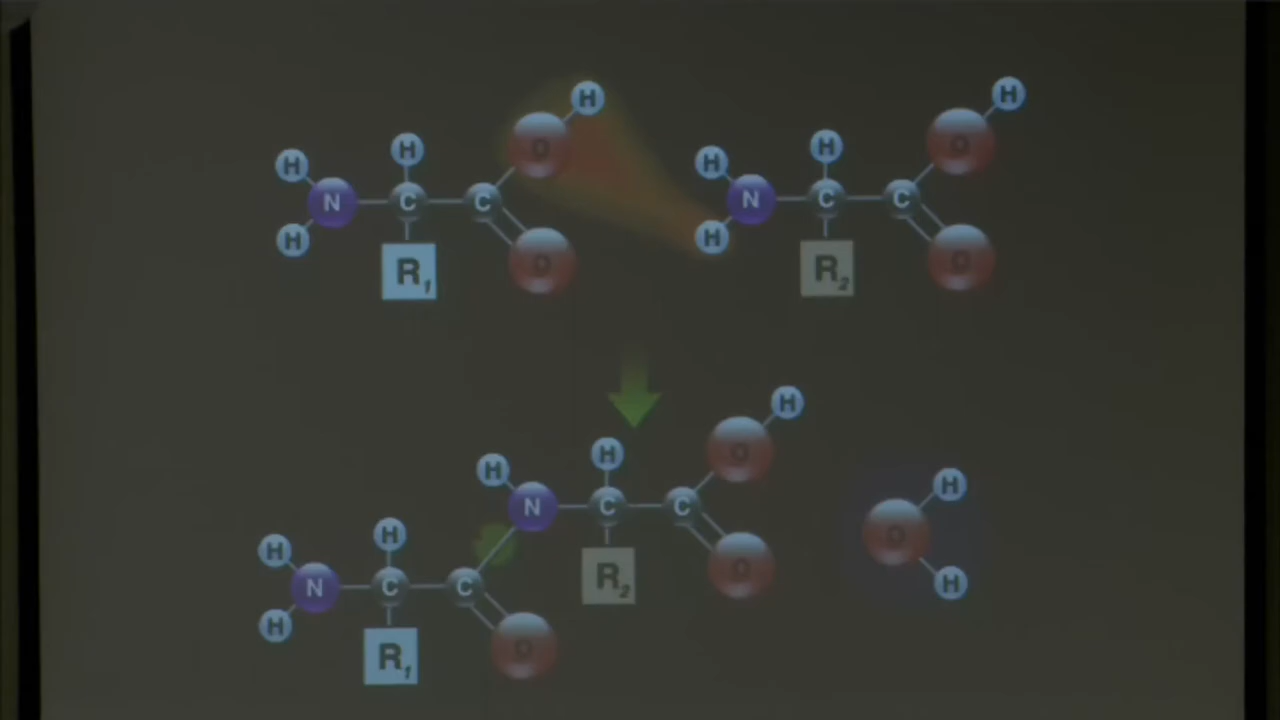 H H
H H H O H H O
N C C N C C
H H
R1 O R2 O
H
O
H H H
N C C
H H O
H R2 O H
N C C
H
R1 O